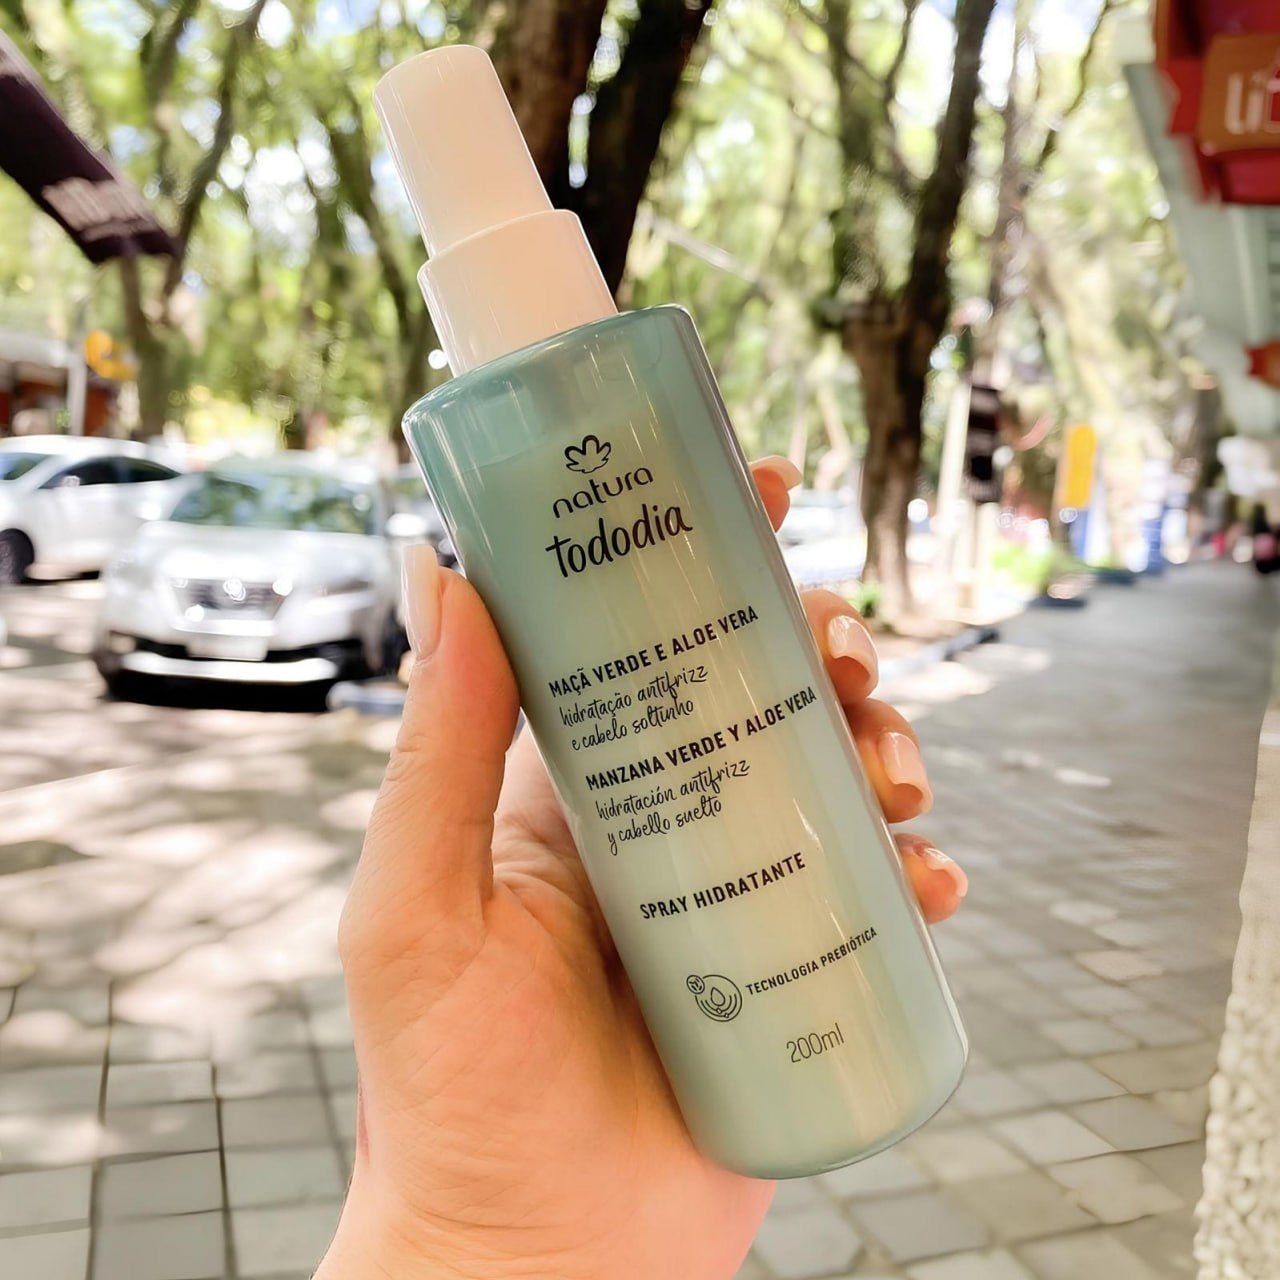 natura
tododia
MAÇÃ VERDE E ALOE VERA
hidratação antifrizz
e cabelo soltinho
MANZANA VERDE Y ALOE VERA
hidratación antifrizz
y cabello suelto
SPRAY HIDRATANTE
TECNOLOGIA PREBIÓTICA
200ml